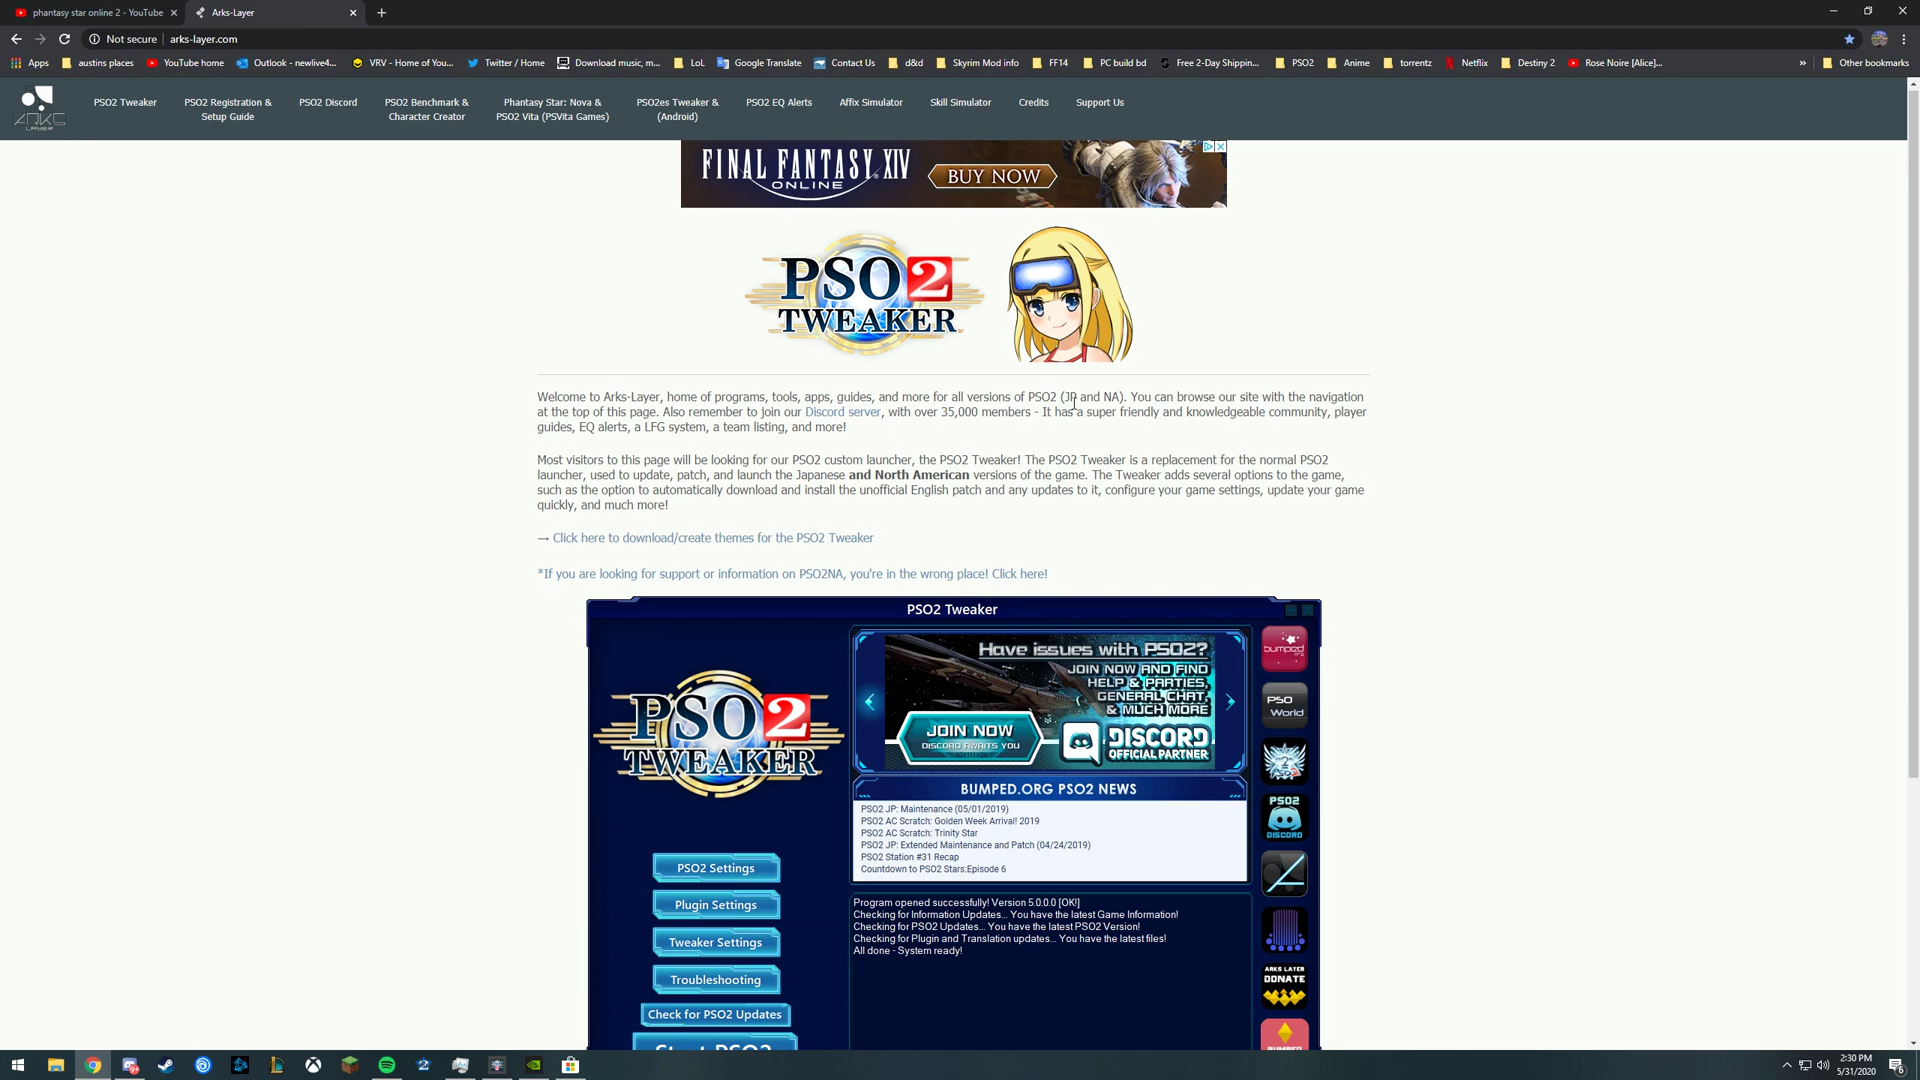 phantasy star online 2 - YouTube
Arks-Layer
Not secure
arks-layer.com
Apps
austins places
YouTube home
Outlook - newlive4...
VRV - Home of You...
Twitter / Home
Download music, m...
LoL
Google Translate
Contact Us
d&d
Skyrim Mod info
FF14
PC build bd
Free 2-Day Shippin...
PSO2
Anime
torrentz
Netflix
Destiny 2
Rose Noire [Alice]...
»
Other bookmarks
ARKS
LAYER
PSO2 Tweaker
PSO2 Registration &
Setup Guide
PSO2 Discord
PSO2 Benchmark &
Character Creator
Phantasy Star: Nova &
PSO2 Vita (PSVita Games)
PSO2es Tweaker &
(Android)
PSO2 EQ Alerts
Affix Simulator
Skill Simulator
Credits
Support Us
FINAL FANTASY XIV
ONLINE
BUY NOW
PSO2
TWEAKER
Welcome to Arks-Layer, home of programs, tools, apps, guides, and more for all versions of PSO2 (JP and NA). You can browse our site with the navigation
at the top of this page. Also remember to join our Discord server, with over 35,000 members - It has a super friendly and knowledgeable community, player
guides, EQ alerts, a LFG system, a team listing, and more!
Most visitors to this page will be looking for our PSO2 custom launcher, the PSO2 Tweaker! The PSO2 Tweaker is a replacement for the normal PSO2
launcher, used to update, patch, and launch the Japanese and North American versions of the game. The Tweaker adds several options to the game,
such as the option to automatically download and install the unofficial English patch and any updates to it, configure your game settings, update your game
quickly, and much more!
→ Click here to download/create themes for the PSO2 Tweaker
*If you are looking for support or information on PSO2NA, you're in the wrong place! Click here!
PSO2 Tweaker
PSO2
TWEAKER
Have issues with PSO2?
JOIN NOW AND FIND
HELP & PARTIES,
GENERAL CHAT,
& MUCH MORE
JOIN NOW
DISCORD AWAITS YOU
DISCORD
OFFICIAL PARTNER
bumped.org
PSO
World
PSO2
DISCORD
ARKS LAYER
DONATE
BUMPED
BUMPED.ORG PSO2 NEWS
PSO2 JP: Maintenance (05/01/2019)
PSO2 AC Scratch: Golden Week Arrival! 2019
PSO2 AC Scratch: Trinity Star
PSO2 JP: Extended Maintenance and Patch (04/24/2019)
PSO2 Station #31 Recap
Countdown to PSO2 Stars:Episode 6
PSO2 Settings
Plugin Settings
Tweaker Settings
Troubleshooting
Check for PSO2 Updates
Start PSO2
Program opened successfully! Version 5.0.0.0 [OK!]
Checking for Information Updates... You have the latest Game Information!
Checking for PSO2 Updates... You have the latest PSO2 Version!
Checking for Plugin and Translation updates... You have the latest files!
All done - System ready!
2:30 PM
5/31/2020
6